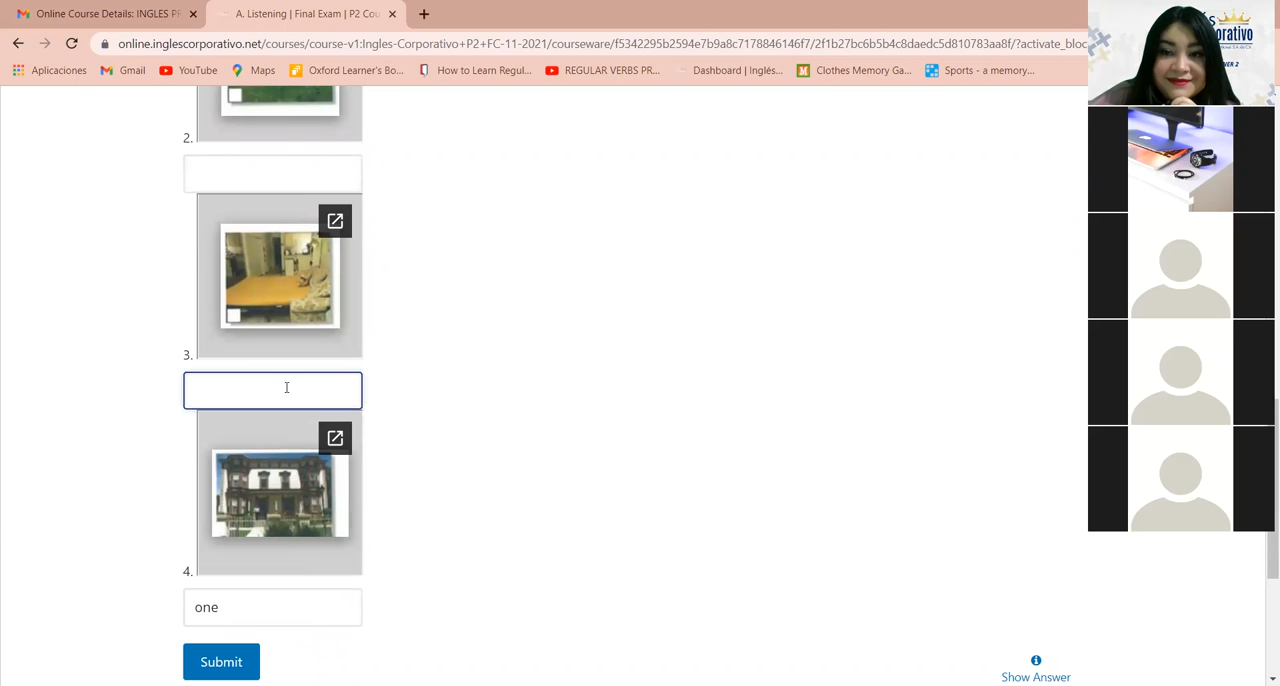 Online Course Details: INGLES PR
A. Listening | Final Exam | P2 Cou
online.inglescorporativo.net/courses/course-v1:Ingles-Corporativo+P2+FC-11-2021/courseware/f5342295b2594e7b9a8c7178846146f7/2f1b27bc6b5b4c8daedc5d810783aa8f/?activate_bloc
Aplicaciones
Gmail
YouTube
Maps
Oxford Learner's Bo...
How to Learn Regul...
REGULAR VERBS PR...
Dashboard | Inglés...
Clothes Memory Ga...
Sports - a memory...
2.
3.
4.
one
Submit
Show Answer